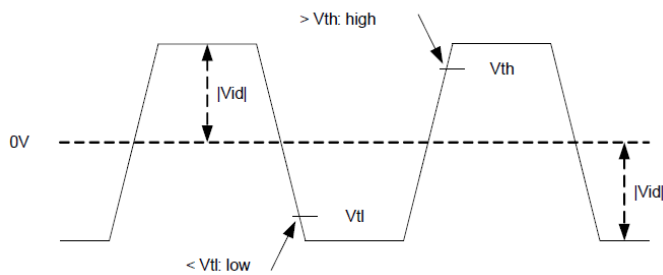 > Vth: high
|Vid|
Vth
0V
|Vid|
Vtl
< Vtl: low